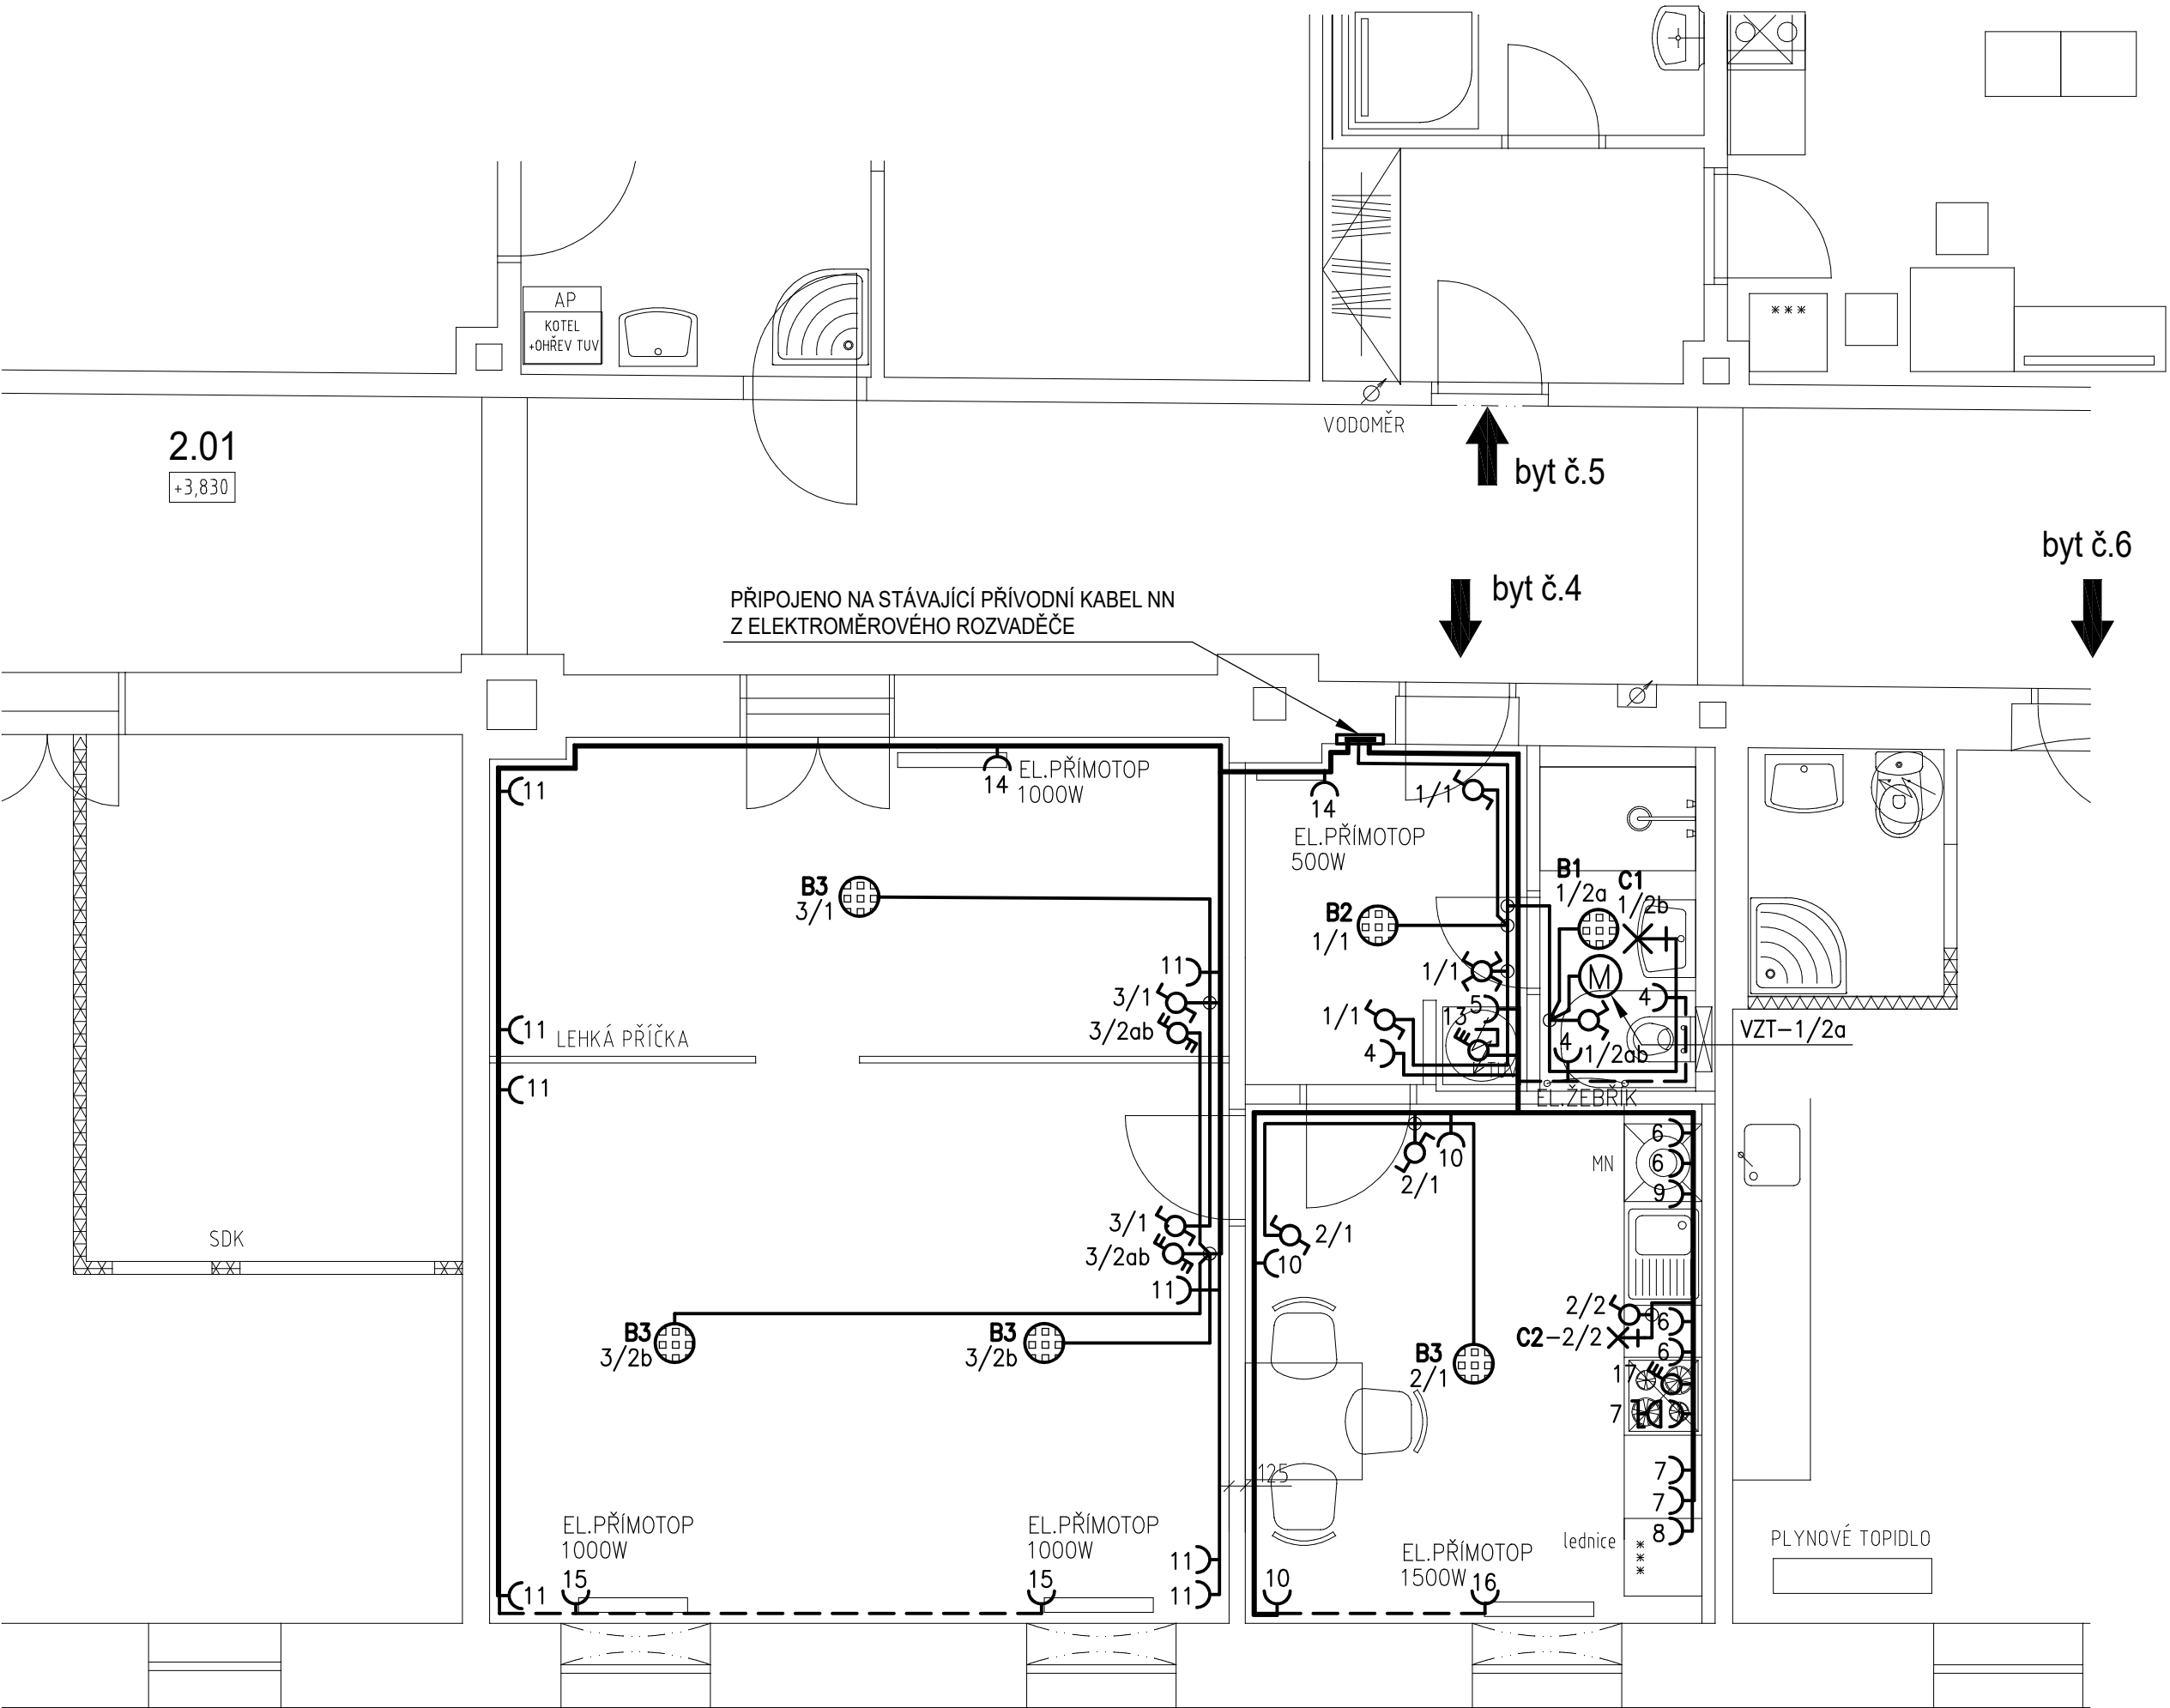 AP
KOTEL
+OHŘEV TUV
***
VODOMĚR
2.01
+3,830
byt č.5
byt č.6
byt č.4
PŘIPOJENO NA STÁVAJÍCÍ PŘÍVODNÍ KABEL NN
Z ELEKTROMĚROVÉHO ROZVADĚČE
11
14
EL.PŘÍMOTOP
1000W
14
EL.PŘÍMOTOP
500W
1/1
B3
3/1
B2
1/1
B1
1/2a
C1
1/2b
11
3/1
3/2ab
1/1
M
4
5
13
1/1
4
4
1/2ab
VZT-1/2a
11
LEHKÁ PŘÍČKA
11
EL.ŽEBŘÍK
6
MN
6
9
10
2/1
SDK
3/1
3/2ab
11
2/1
10
B3
3/2b
B3
3/2b
B3
2/1
2/2
C2-2/2
6
6
17
7
125
7
7
8
lednice
EL.PŘÍMOTOP
1000W
15
EL.PŘÍMOTOP
1000W
15
11
11
11
10
EL.PŘÍMOTOP
1500W
16
PLYNOVÉ TOPIDLO